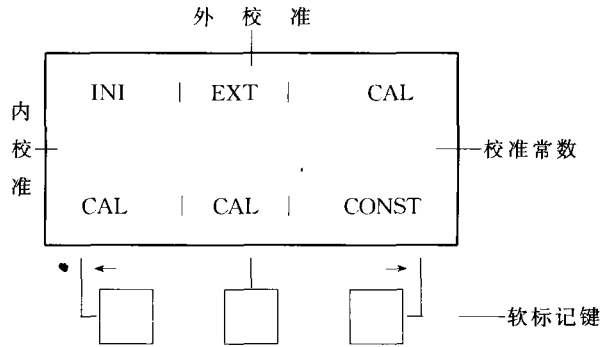 外校准
INI | EXT | CAL
内校准
校准常数
CAL | CAL | CONST
软标记键